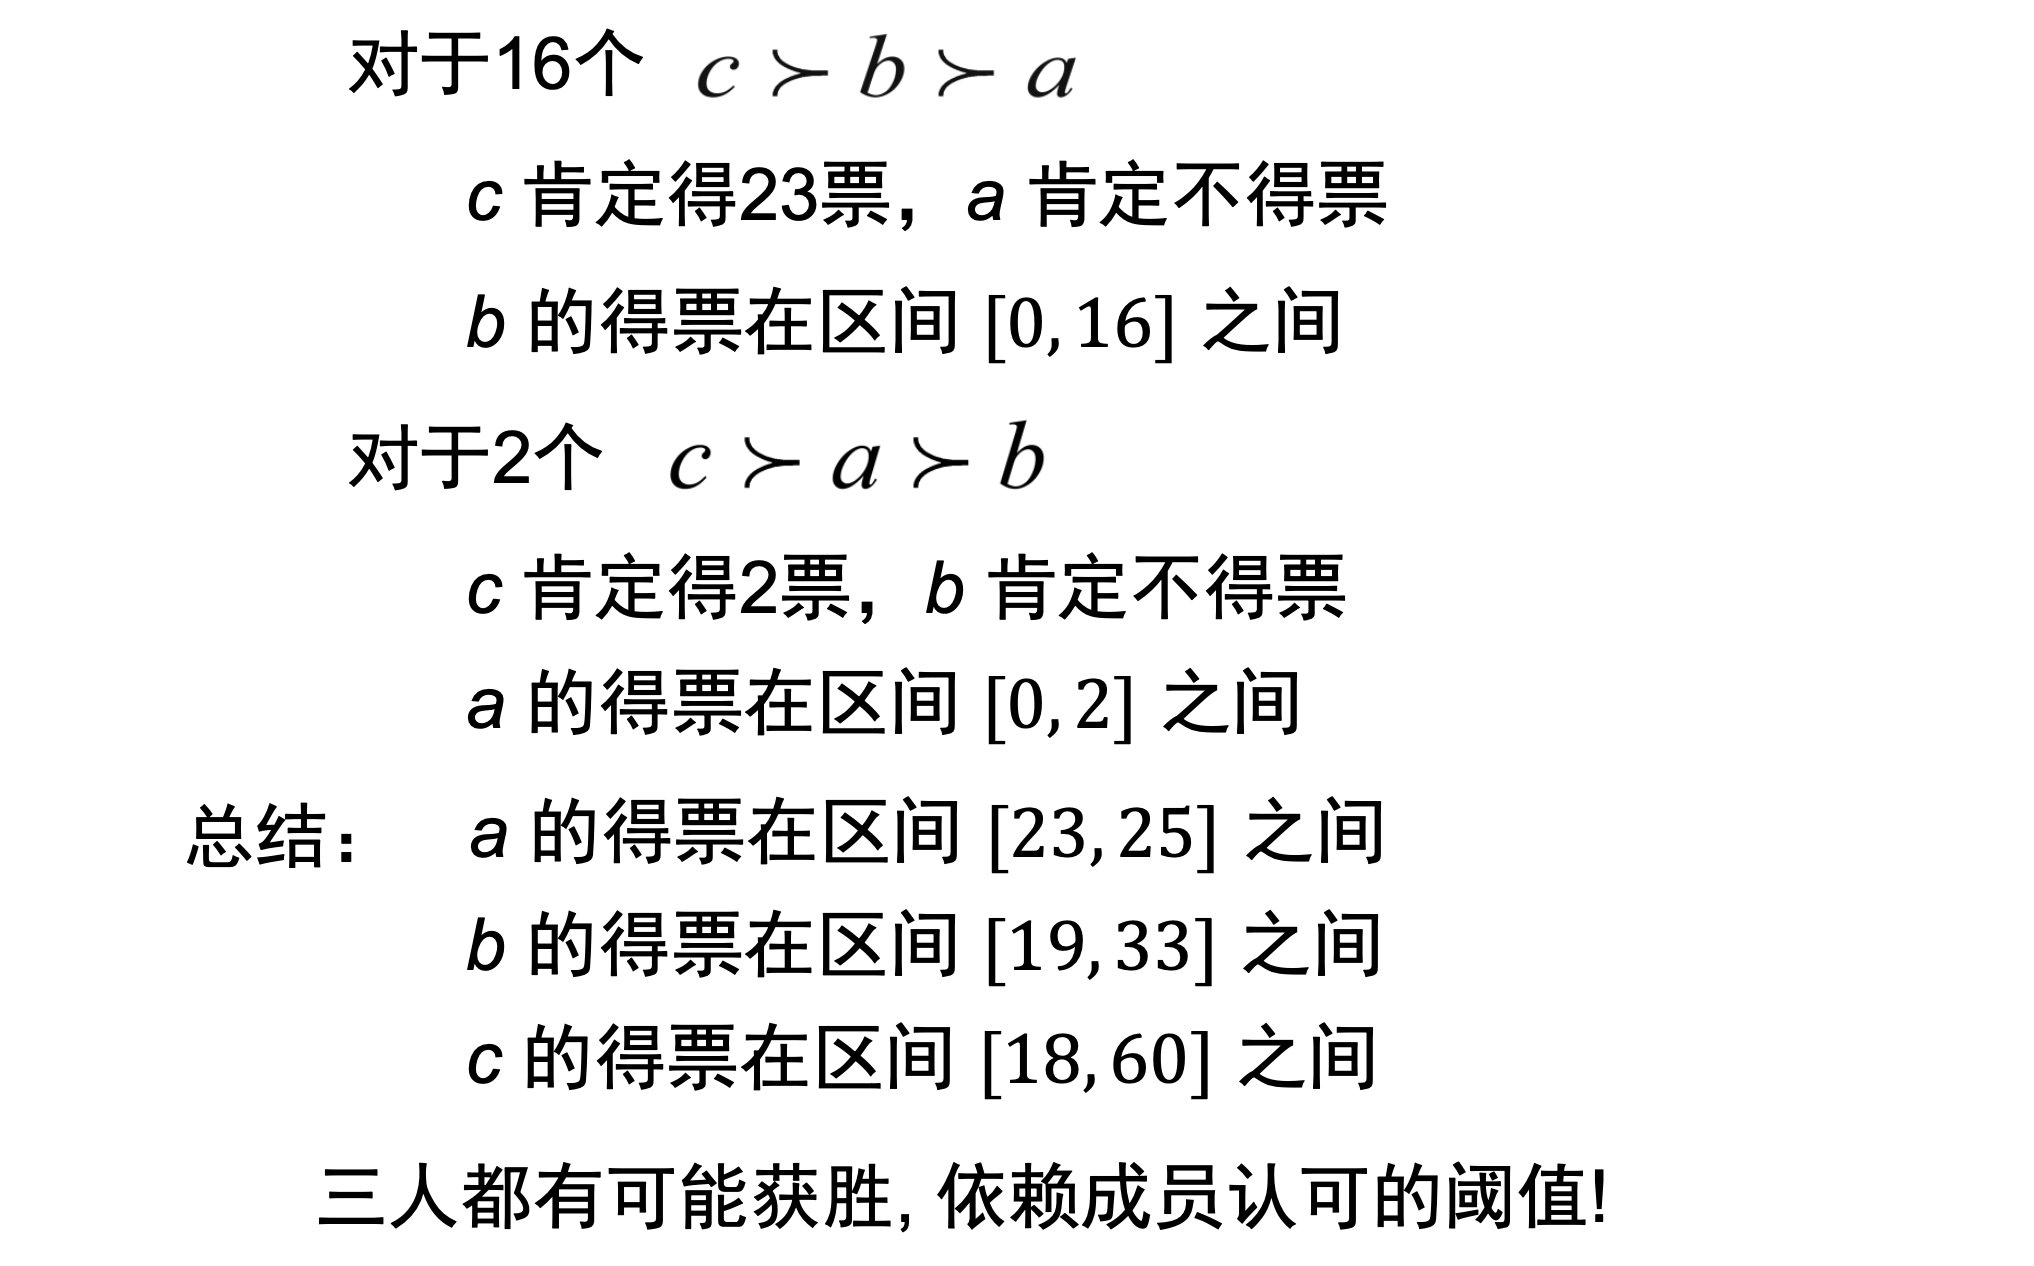 对于16个 c ≻ b ≻ a
c 肯定得23票，a 肯定不得票
b 的得票在区间 [0, 16] 之间
对于2个 c ≻ a ≻ b
c 肯定得2票，b 肯定不得票
a 的得票在区间 [0, 2] 之间
总结： a 的得票在区间 [23, 25] 之间
b 的得票在区间 [19, 33] 之间
c 的得票在区间 [18, 60] 之间
三人都有可能获胜, 依赖成员认可的阈值!